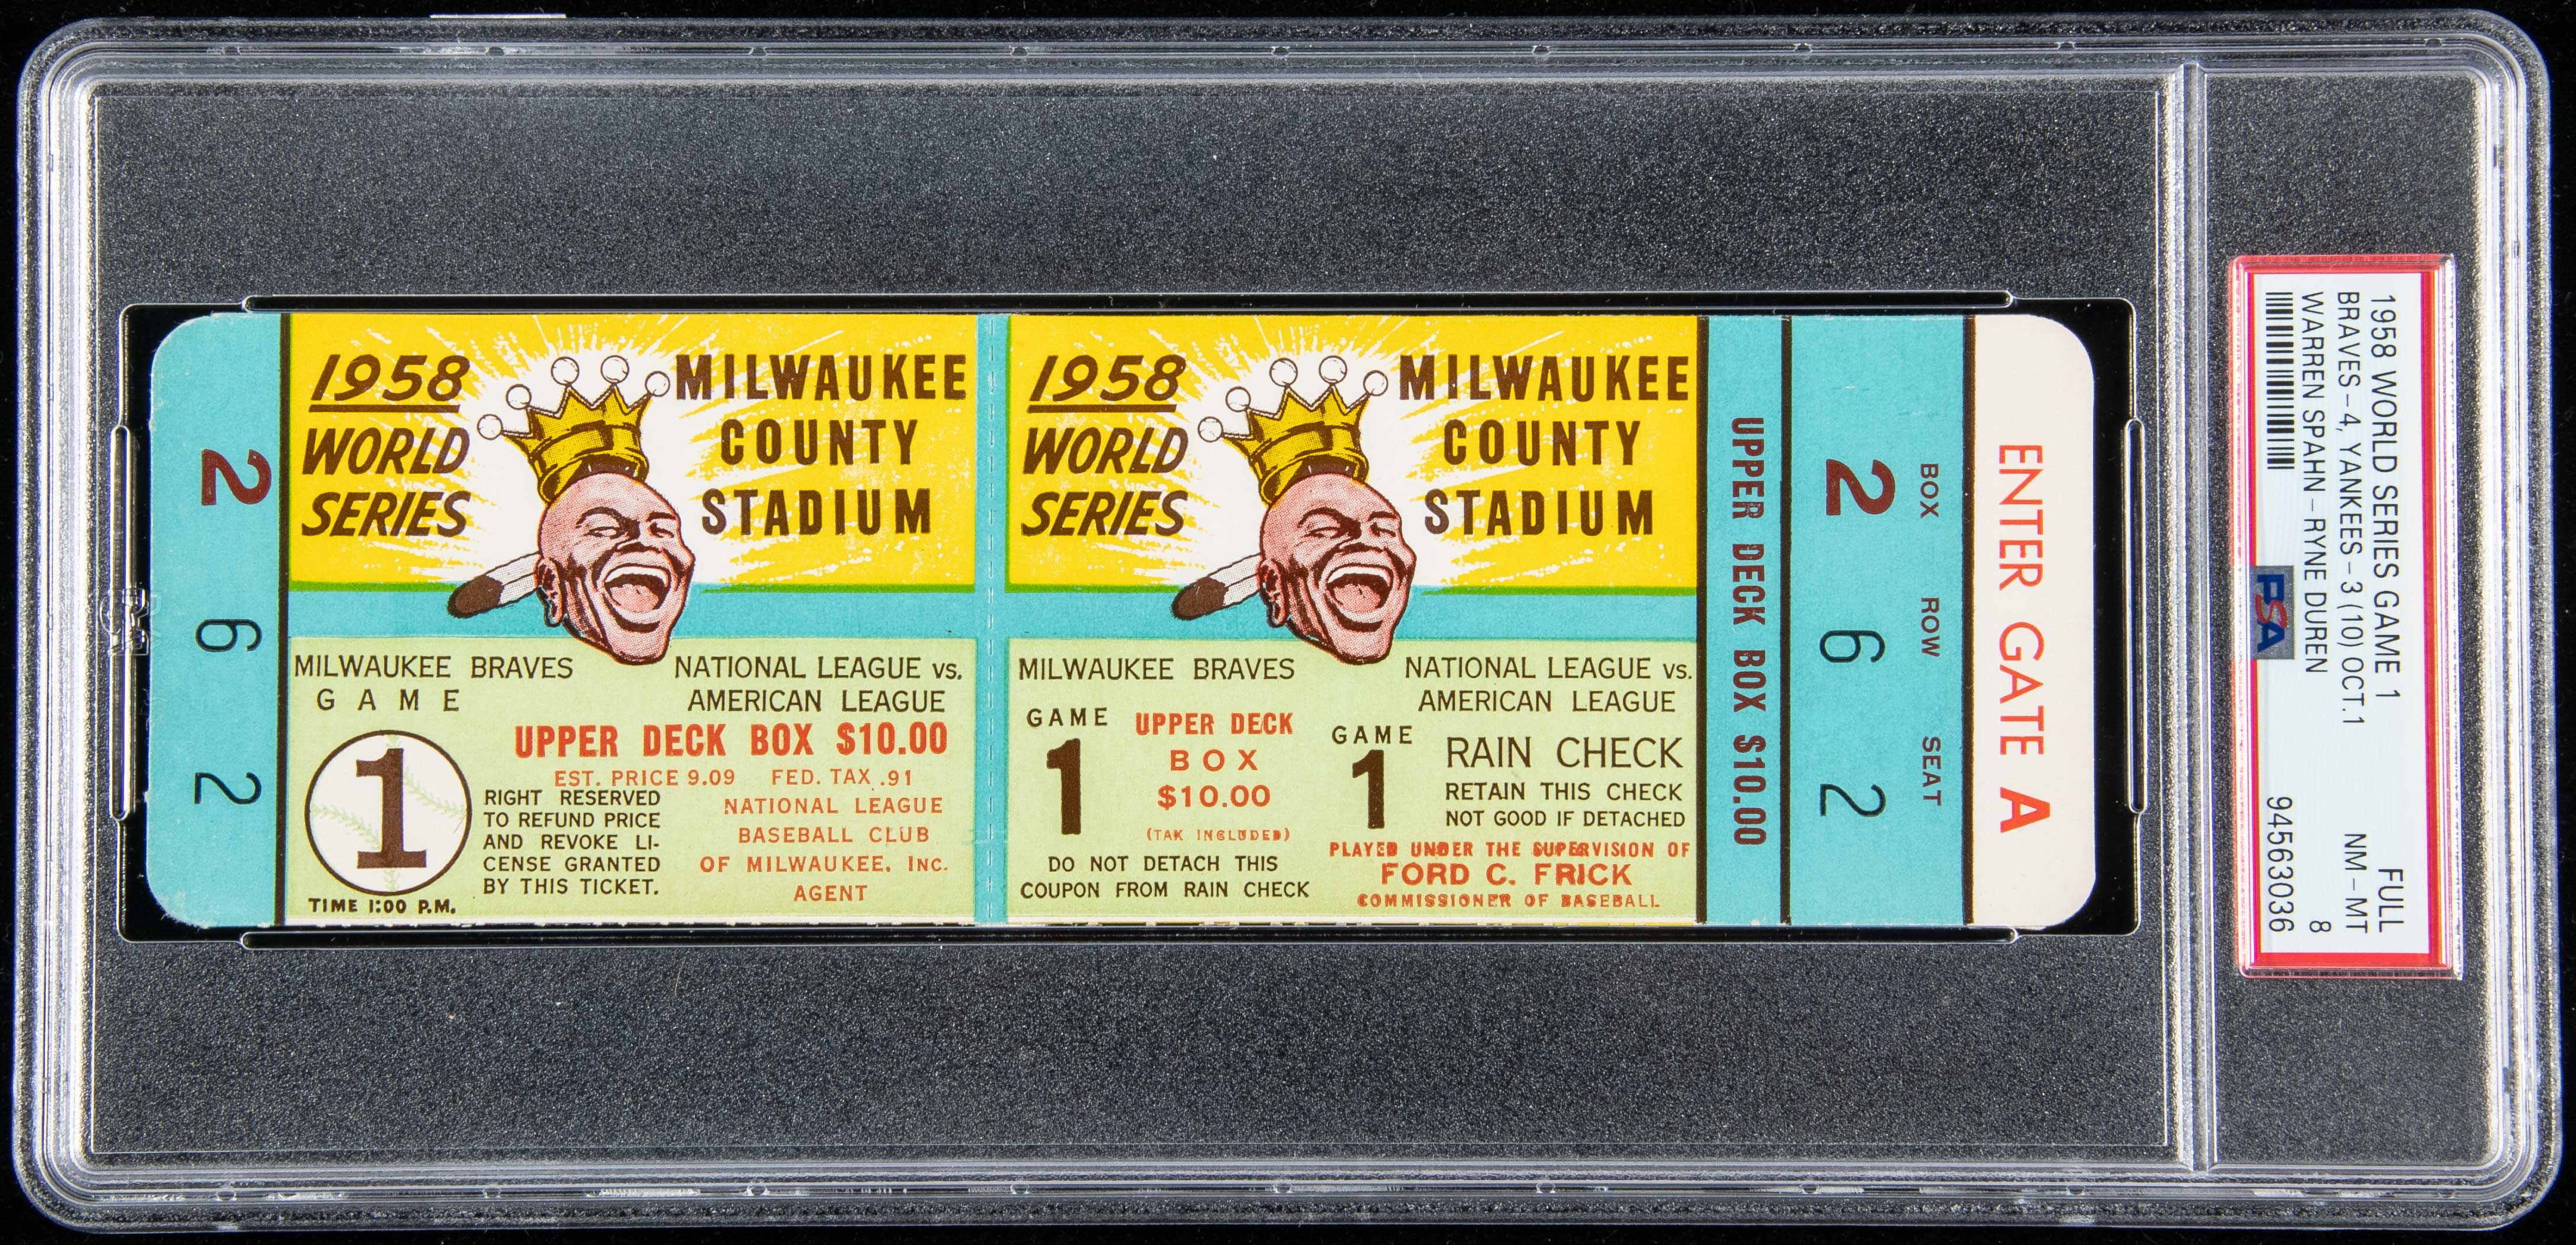 2 6 2
1958
WORLD
SERIES
MILWAUKEE
COUNTY
STADIUM
MILWAUKEE BRAVES
GAME
1
TIME 1:00 P.M.
NATIONAL LEAGUE vs.
AMERICAN LEAGUE
UPPER DECK BOX $10.00
EST. PRICE 9.09 FED. TAX .91
RIGHT RESERVED
TO REFUND PRICE
AND REVOKE LI-
CENSE GRANTED
BY THIS TICKET.
NATIONAL LEAGUE
BASEBALL CLUB
OF MILWAUKEE, Inc.
AGENT
1958
WORLD
SERIES
MILWAUKEE
COUNTY
STADIUM
MILWAUKEE BRAVES
NATIONAL LEAGUE vs.
AMERICAN LEAGUE
GAME
1
UPPER DECK
BOX
$10.00
(TAX INCLUDED)
DO NOT DETACH THIS
COUPON FROM RAIN CHECK
GAME
1
RAIN CHECK
RETAIN THIS CHECK
NOT GOOD IF DETACHED
PLAYED UNDER THE SUPERVISION OF
FORD C. FRICK
COMMISSIONER OF BASEBALL
UPPER DECK BOX $10.00
BOX ROW SEAT
2 6 2
ENTER GATE A
1958 WORLD SERIES GAME 1 FULL
BRAVES-4, YANKEES-3 (10) OCT.1 NM-MT
WARREN SPAHN-RYNE DUREN 8
94563036
PSA